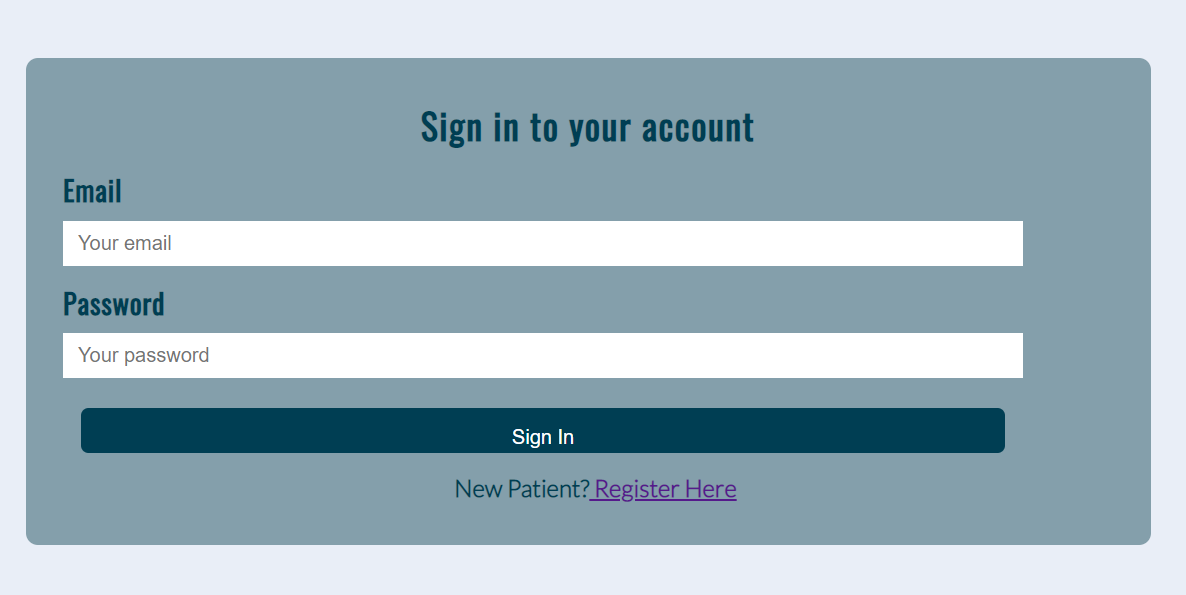 Sign in to your account
Email
Your email
Password
Your password
Sign In
New Patient? Register Here